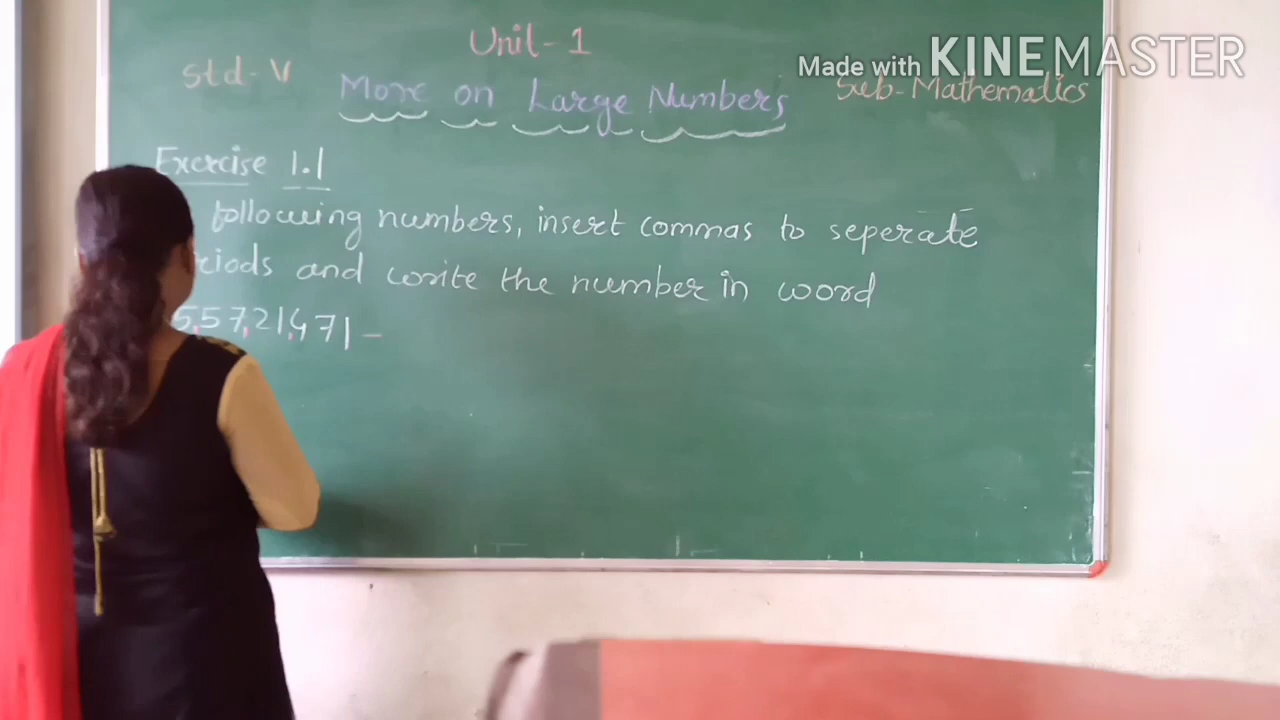 Unit - 1
Made with KINEMASTER
Std - V
More on Large Numbers
Sub - Mathematics
Exercise 1.1
following numbers, insert commas to seperate
riods and write the number in word
5,57,21,471 -